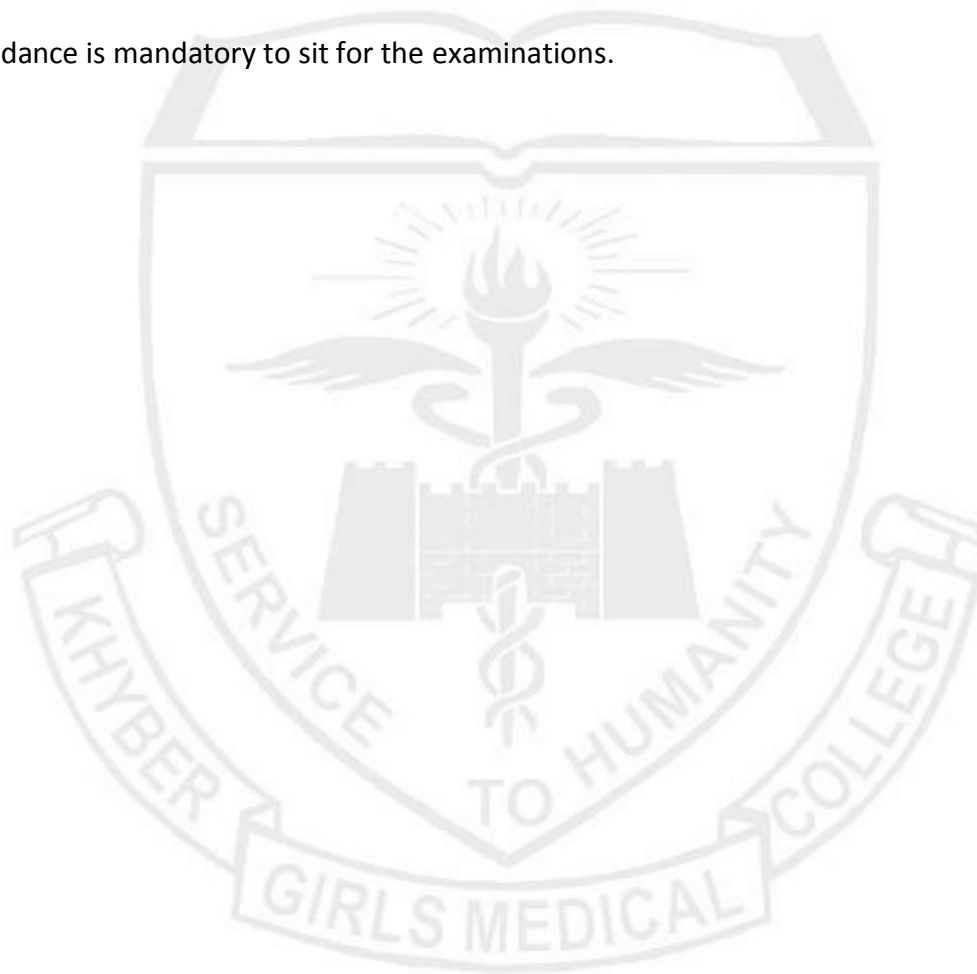 dance is mandatory to sit for the examinations.
SERVICE TO HUMANITY
KHYBER GIRLS MEDICAL COLLEGE